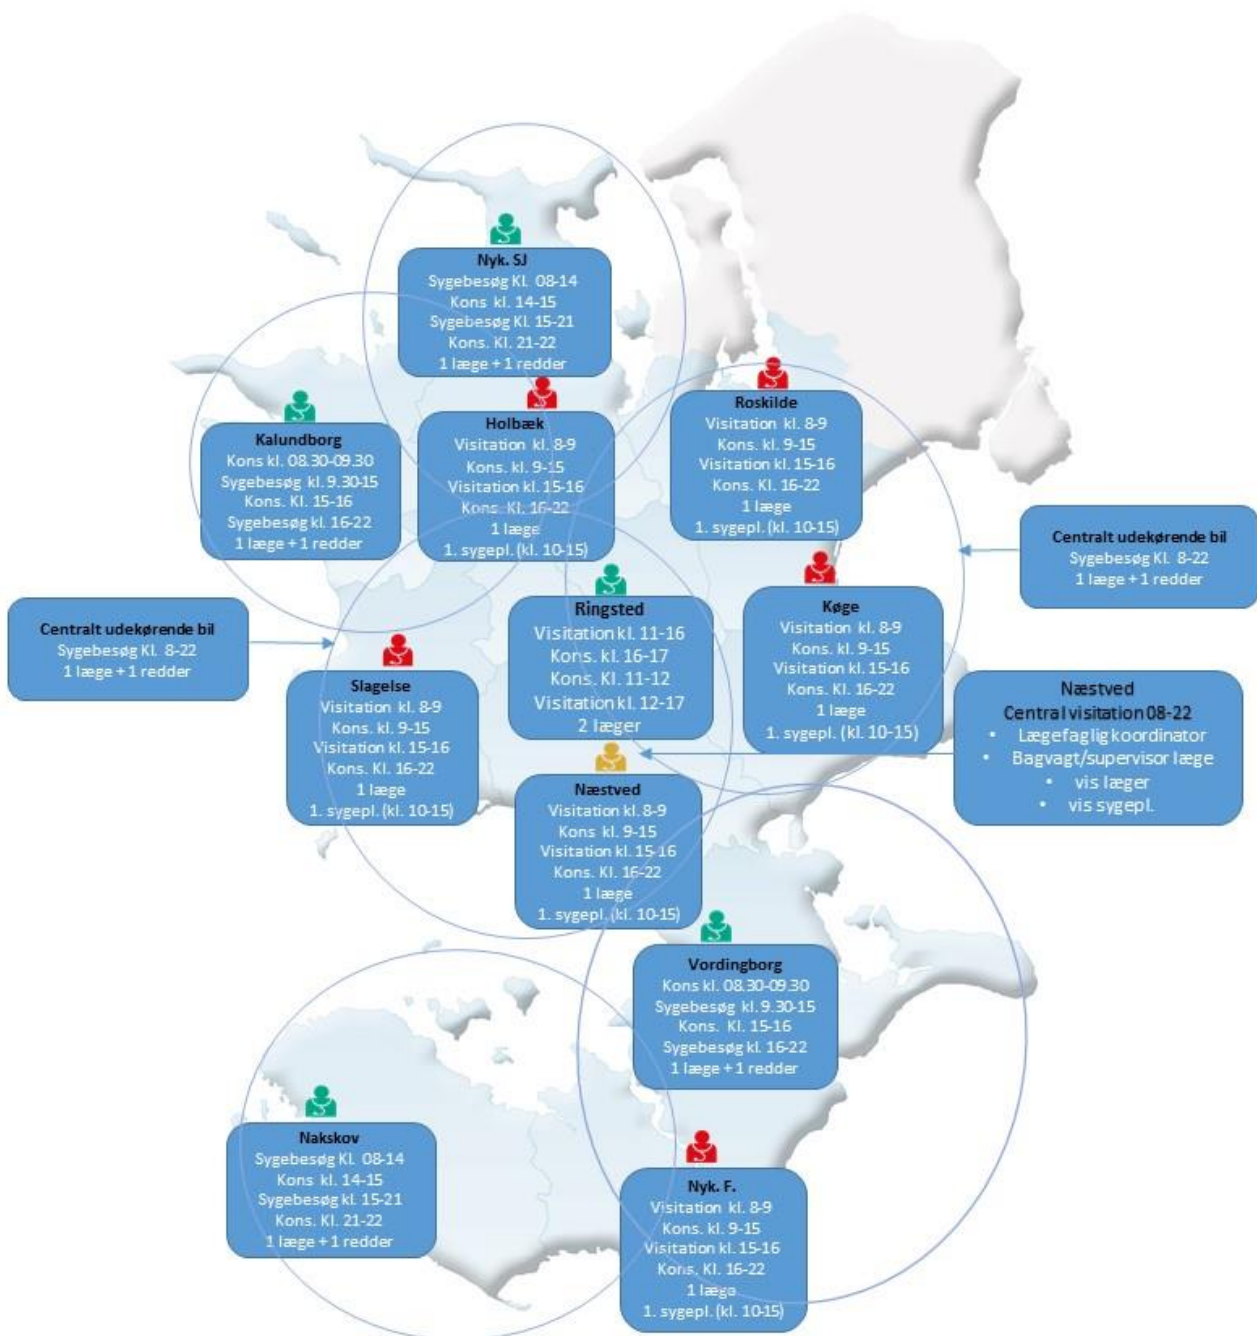 Nyk. SJ
Sygebesøg Kl. 08-14
Kons kl. 14-15
Sygebesøg Kl. 15-21
Kons. Kl. 21-22
1 læge + 1 redder
Kalundborg
Kons kl. 08.30-09.30
Sygebesøg kl. 9.30-15
Kons. Kl. 15-16
Sygebesøg kl. 16-22
1 læge + 1 redder
Holbæk
Visitation kl. 8-9
Kons. kl. 9-15
Visitation kl. 15-16
Kons. Kl. 16-22
1 læge
1. sygepl. (kl. 10-15)
Roskilde
Visitation kl. 8-9
Kons. kl. 9-15
Visitation kl. 15-16
Kons. Kl. 16-22
1 læge
1. sygepl. (kl. 10-15)
Centralt udekørende bil
Sygebesøg Kl. 8-22
1 læge + 1 redder
Centralt udekørende bil
Sygebesøg Kl. 8-22
1 læge + 1 redder
Ringsted
Visitation kl. 11-16
Kons. kl. 16-17
Kons. Kl. 11-12
Visitation kl. 12-17
2 læger
Køge
Visitation kl. 8-9
Kons. kl. 9-15
Visitation kl. 15-16
Kons. Kl. 16-22
1 læge
1. sygepl. (kl. 10-15)
Slagelse
Visitation kl. 8-9
Kons. kl. 9-15
Visitation kl. 15-16
Kons. Kl. 16-22
1 læge
1. sygepl. (kl. 10-15)
Næstved
Central visitation 08-22
• Lægefaglig koordinator
• Bagvagt/supervisor læge
• vis læger
• vis sygepl.
Næstved
Visitation kl. 8-9
Kons kl. 9-15
Visitation kl. 15-16
Kons. Kl. 16-22
1 læge
1. sygepl. (kl. 10-15)
Vordingborg
Kons kl. 08.30-09.30
Sygebesøg kl. 9.30-15
Kons. Kl. 15-16
Sygebesøg kl. 16-22
1 læge + 1 redder
Nakskov
Sygebesøg Kl. 08-14
Kons kl. 14-15
Sygebesøg kl. 15-21
Kons. Kl. 21-22
1 læge + 1 redder
Nyk. F.
Visitation kl. 8-9
Kons. kl. 9-15
Visitation kl. 15-16
Kons. Kl. 16-22
1 læge
1. sygepl. (kl. 10-15)